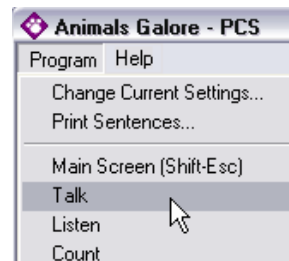 Animals Galore - PCS
Program Help
Change Current Settings...
Print Sentences...
Main Screen (Shift-Esc)
Talk
Listen
Count